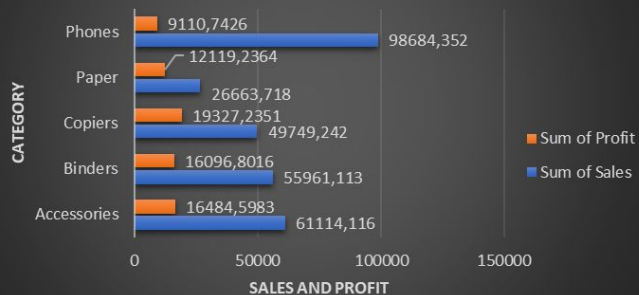 Phones
9110,7426
98684,352
Paper
12119,2364
26663,718
Copiers
19327,2351
49749,242
Binders
16096,8016
55961,113
Accessories
16484,5983
61114,116
CATEGORY
Sum of Profit
Sum of Sales
0 50000 100000 150000
SALES AND PROFIT